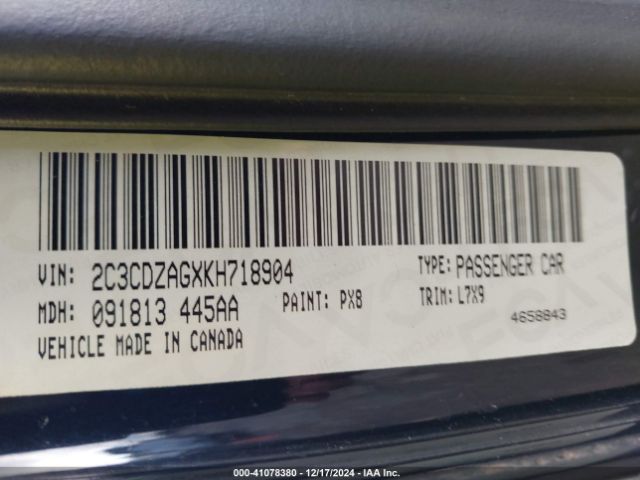 VIN: 2C3CDZAGXKH718904 TYPE: PASSENGER CAR
MDH: 091813 445AA PAINT: PX8 TRIM: L7X9
4658843
VEHICLE MADE IN CANADA
000-41078380 - 12/17/2024 - IAA Inc.